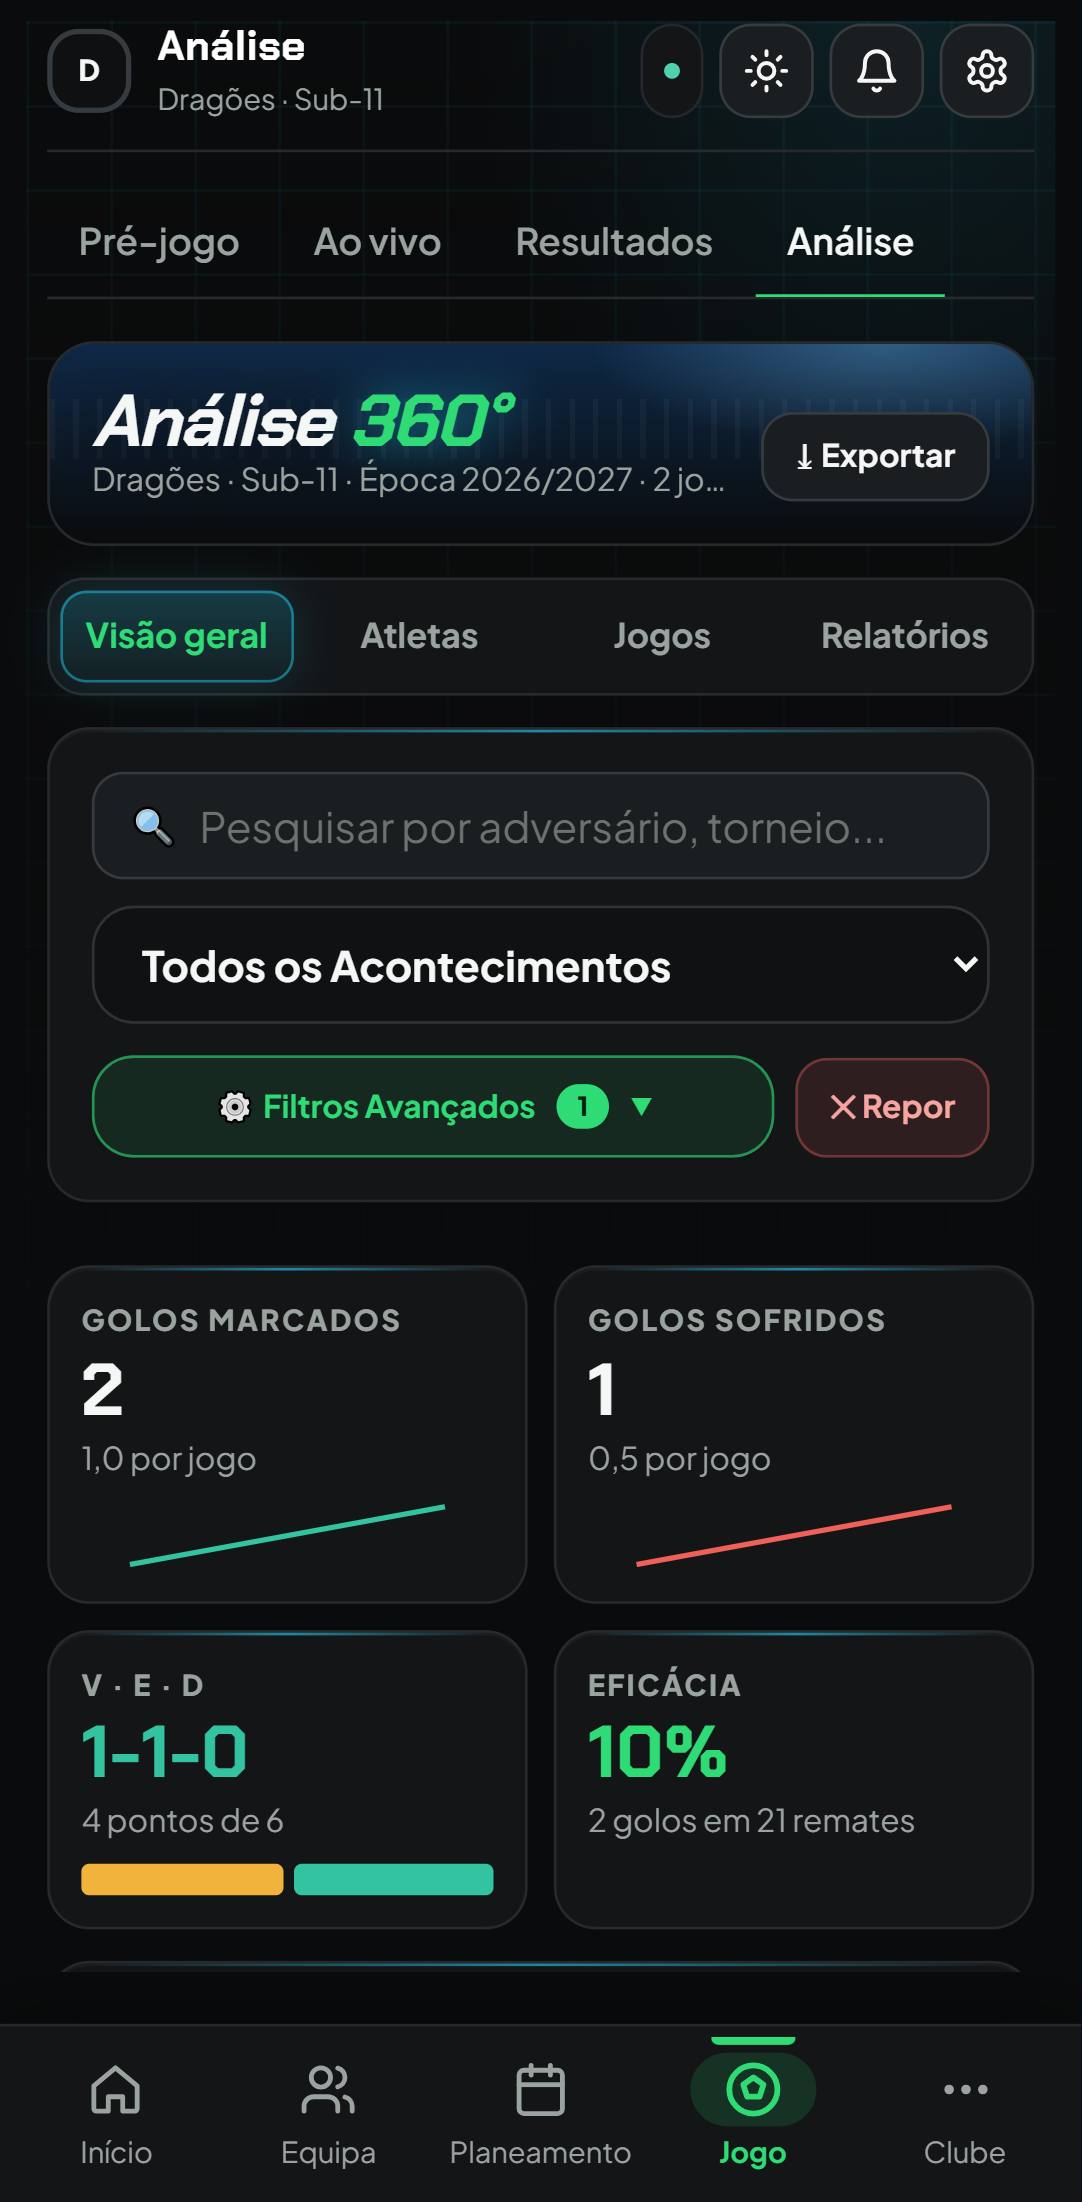 D
Análise
Dragões · Sub-11
Pré-jogo
Ao vivo
Resultados
Análise
Análise 360°
Dragões · Sub-11 · Época 2026/2027 · 2 jo...
⤓ Exportar
Visão geral
Atletas
Jogos
Relatórios
Pesquisar por adversário, torneio...
Todos os Acontecimentos
Filtros Avançados 1 ▼
✕ Repor
GOLOS MARCADOS
2
1,0 por jogo
GOLOS SOFRIDOS
1
0,5 por jogo
V · E · D
1-1-0
4 pontos de 6
EFICÁCIA
10%
2 golos em 21 remates
Início
Equipa
Planeamento
Jogo
Clube